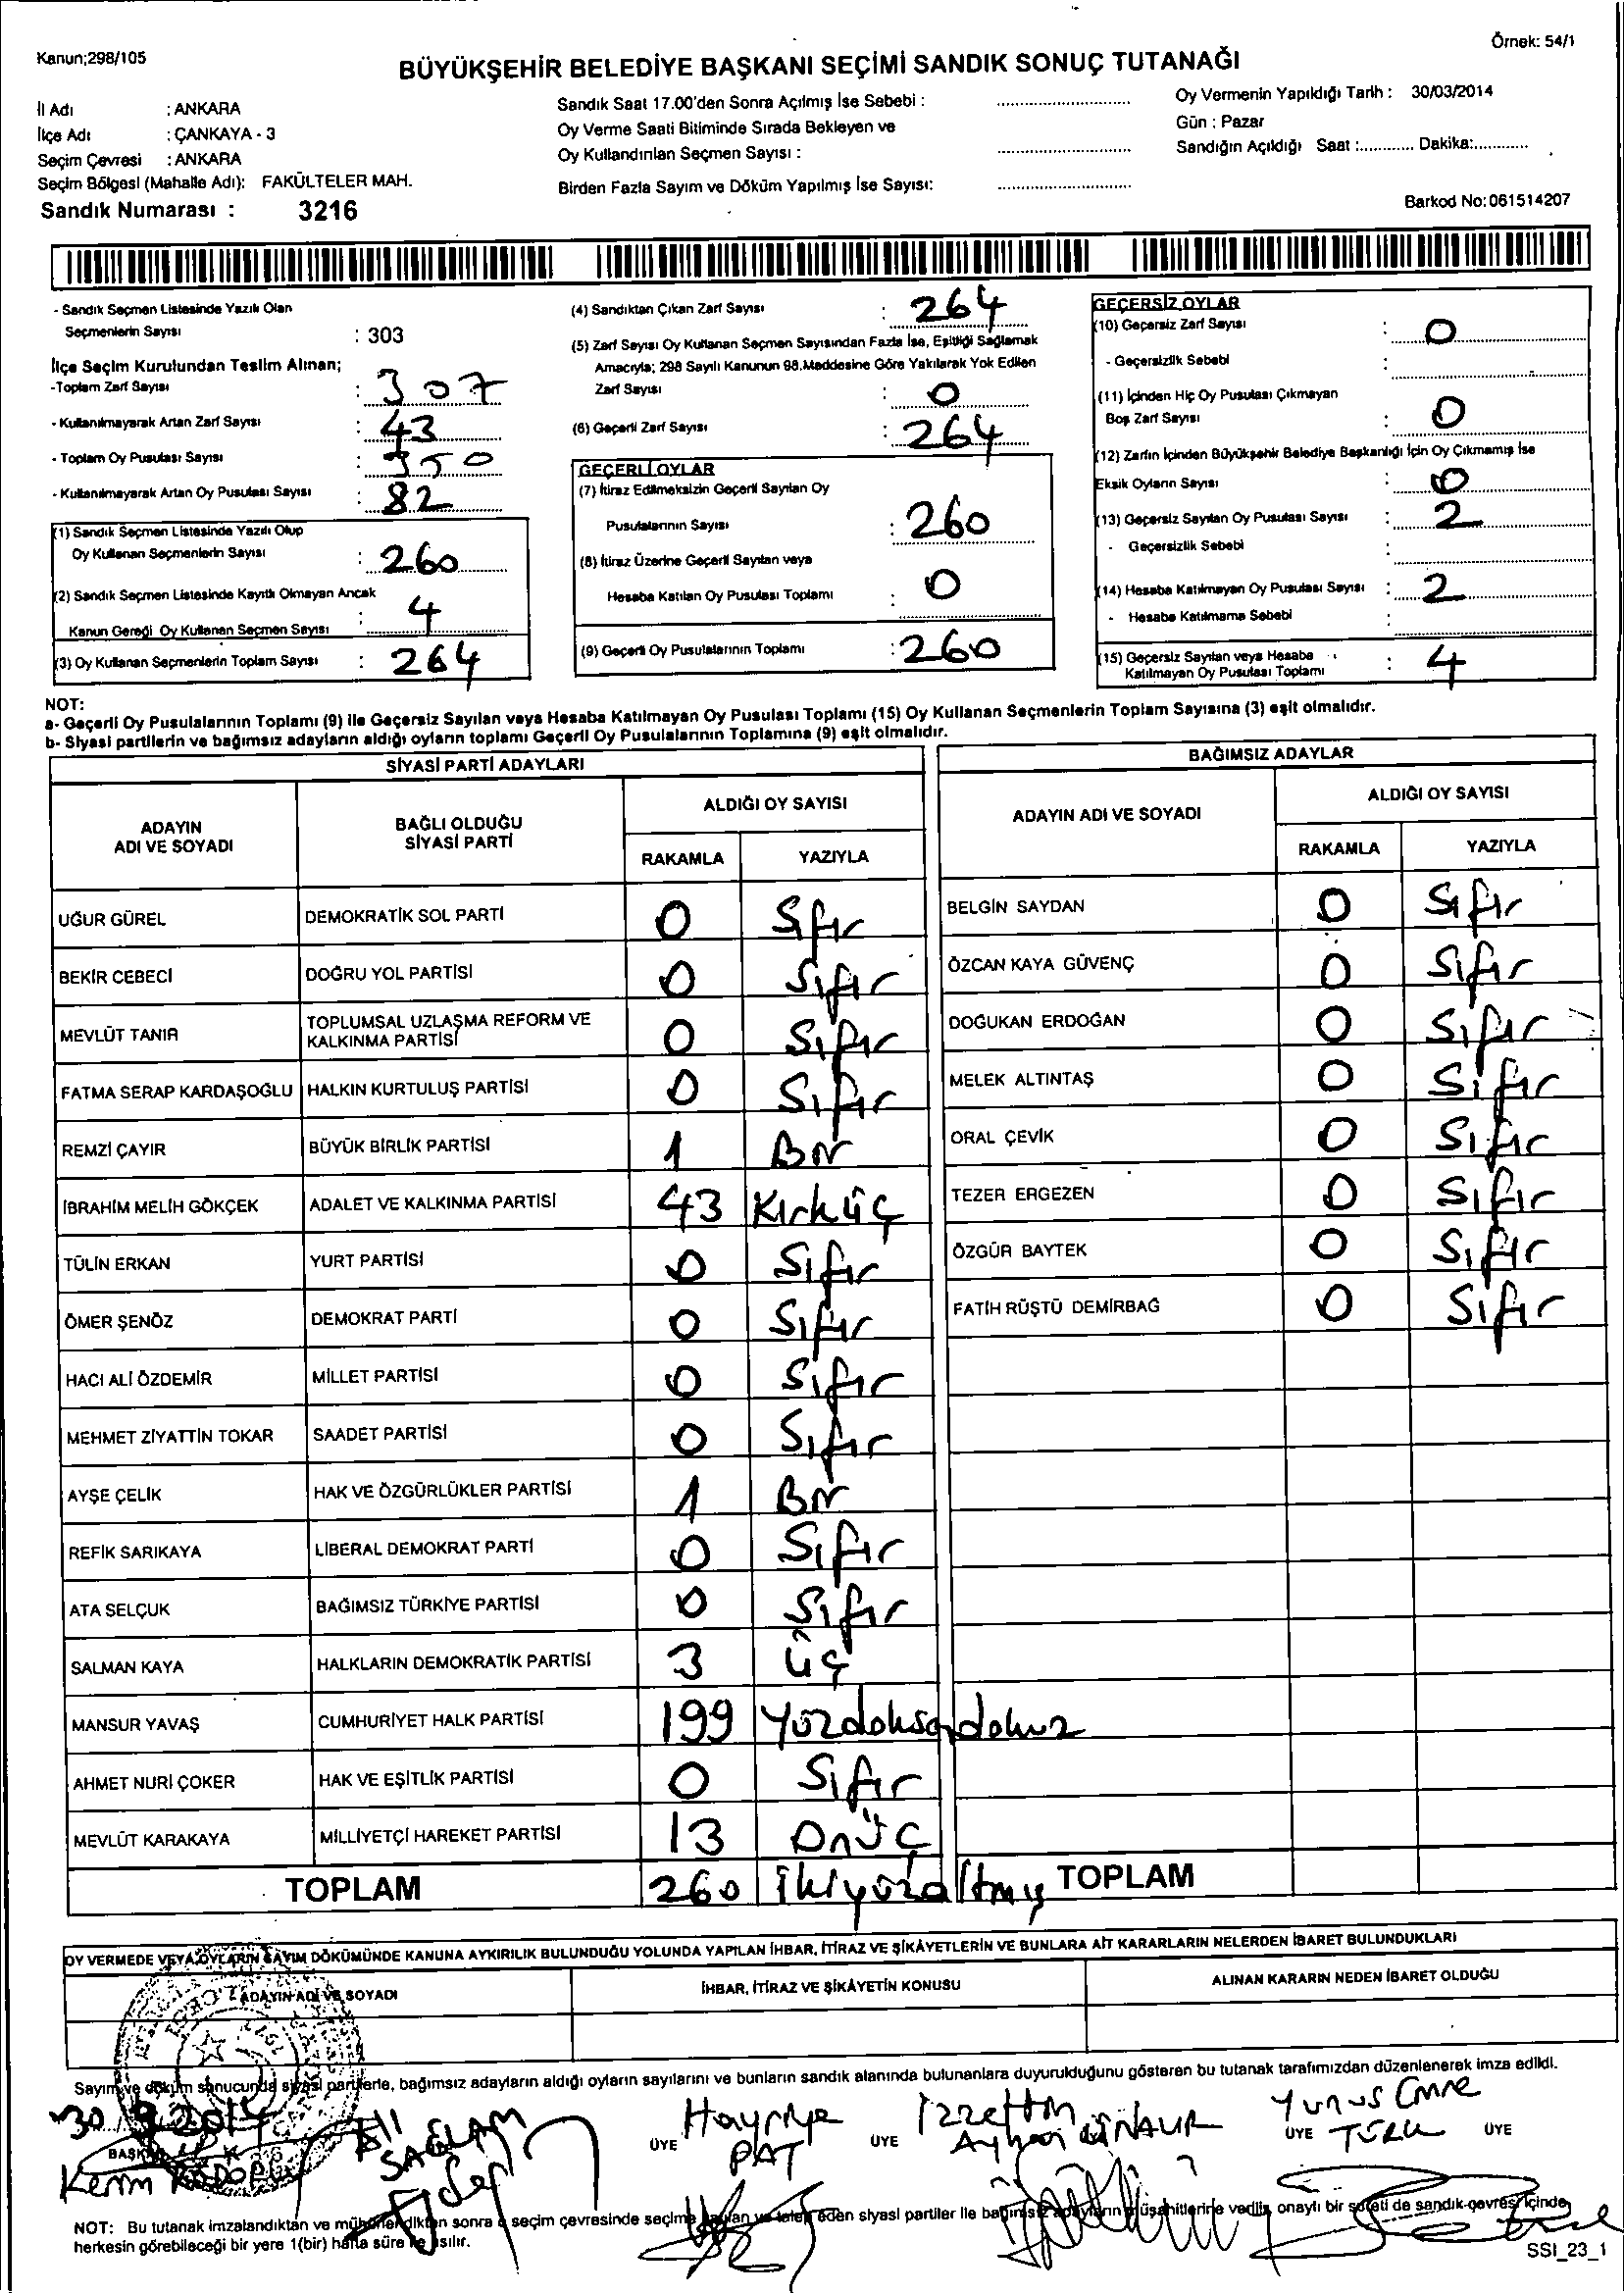 Kanun;298/105
Örnek: 54/1
BÜYÜKŞEHİR BELEDİYE BAŞKANI SEÇİMİ SANDIK SONUÇ TUTANAĞI
İl Adı : ANKARA
İlçe Adı : ÇANKAYA - 3
Seçim Çevresi : ANKARA
Seçim Bölgesi (Mahalle Adı): FAKÜLTELER MAH.
Sandık Numarası : 3216
Sandık Saat 17.00'den Sonra Açılmış İse Sebebi :
Oy Verme Saati Bitiminde Sırada Bekleyen ve
Oy Kullandırılan Seçmen Sayısı :
Birden Fazla Sayım ve Döküm Yapılmış İse Sayısı:
Oy Vermenin Yapıldığı Tarih : 30/03/2014
Gün : Pazar
Sandığın Açıldığı Saat :............ Dakika:............
Barkod No:061514207
- Sandık Seçmen Listesinde Yazılı Olan
Seçmenlerin Sayısı : 303
İlçe Seçim Kurulundan Teslim Alınan;
-Toplam Zarf Sayısı : 307
- Kullanılmayarak Artan Zarf Sayısı : 43
- Toplam Oy Pusulası Sayısı : 350
- Kullanılmayarak Artan Oy Pusulası Sayısı : 82
(1) Sandık Seçmen Listesinde Yazılı Olup
Oy Kullanan Seçmenlerin Sayısı : 260
(2) Sandık Seçmen Listesinde Kayıtlı Olmayan Ancak
Kanun Gereği Oy Kullanan Seçmen Sayısı : 4
(3) Oy Kullanan Seçmenlerin Toplam Sayısı : 264
(4) Sandıktan Çıkan Zarf Sayısı : 264
(5) Zarf Sayısı Oy Kullanan Seçmen Sayısından Fazla İse, Eşitliği Sağlamak
Amacıyla; 298 Sayılı Kanunun 98.Maddesine Göre Yakılarak Yok Edilen
Zarf Sayısı : 0
(6) Geçerli Zarf Sayısı : 264
GEÇERLİ OYLAR
(7) İtiraz Edilmeksizin Geçerli Sayılan Oy
Pusulalarının Sayısı : 260
(8) İtiraz Üzerine Geçerli Sayılan veya
Hesaba Katılan Oy Pusulası Toplamı : 0
(9) Geçerli Oy Pusulalarının Toplamı : 260
GEÇERSİZ OYLAR
(10) Geçersiz Zarf Sayısı : 0
- Geçersizlik Sebebi :
(11) İçinden Hiç Oy Pusulası Çıkmayan
Boş Zarf Sayısı : 0
(12) Zarfın İçinden Büyükşehir Belediye Başkanlığı İçin Oy Çıkmamış İse
Eksik Oyların Sayısı : 0
(13) Geçersiz Sayılan Oy Pusulası Sayısı : 2
- Geçersizlik Sebebi :
(14) Hesaba Katılmayan Oy Pusulası Sayısı : 2
- Hesaba Katılmama Sebebi :
(15) Geçersiz Sayılan veya Hesaba
Katılmayan Oy Pusulası Toplamı : 4
NOT:
a- Geçerli Oy Pusulalarının Toplamı (9) ile Geçersiz Sayılan veya Hesaba Katılmayan Oy Pusulası Toplamı (15) Oy Kullanan Seçmenlerin Toplam Sayısına (3) eşit olmalıdır.
b- Siyasi partilerin ve bağımsız adayların aldığı oyların toplamı Geçerli Oy Pusulalarının Toplamına (9) eşit olmalıdır.
SİYASİ PARTİ ADAYLARI
ADAYIN
ADI VE SOYADI
BAĞLI OLDUĞU
SİYASİ PARTİ
ALDIĞI OY SAYISI
RAKAMLA YAZIYLA
UĞUR GÜREL DEMOKRATİK SOL PARTİ 0 Sıfır
BEKİR CEBECİ DOĞRU YOL PARTİSİ 0 Sıfır
MEVLÜT TANIR TOPLUMSAL UZLAŞMA REFORM VE
KALKINMA PARTİSİ 0 Sıfır
FATMA SERAP KARDAŞOĞLU HALKIN KURTULUŞ PARTİSİ 0 Sıfır
REMZİ ÇAYIR BÜYÜK BİRLİK PARTİSİ 1 Bir
İBRAHİM MELİH GÖKÇEK ADALET VE KALKINMA PARTİSİ 43 Kırküç
TÜLİN ERKAN YURT PARTİSİ 0 Sıfır
ÖMER ŞENÖZ DEMOKRAT PARTİ 0 Sıfır
HACI ALİ ÖZDEMİR MİLLET PARTİSİ 0 Sıfır
MEHMET ZİYATTİN TOKAR SAADET PARTİSİ 0 Sıfır
AYŞE ÇELİK HAK VE ÖZGÜRLÜKLER PARTİSİ 1 Bir
REFİK SARIKAYA LİBERAL DEMOKRAT PARTİ 0 Sıfır
ATA SELÇUK BAĞIMSIZ TÜRKİYE PARTİSİ 0 Sıfır
SALMAN KAYA HALKLARIN DEMOKRATİK PARTİSİ 3 üç
MANSUR YAVAŞ CUMHURİYET HALK PARTİSİ 199 Yüzdoksandokuz
AHMET NURİ ÇOKER HAK VE EŞİTLİK PARTİSİ 0 Sıfır
MEVLÜT KARAKAYA MİLLİYETÇİ HAREKET PARTİSİ 13 Onüç
TOPLAM 260 İkiyüzaltmış
BAĞIMSIZ ADAYLAR
ADAYIN ADI VE SOYADI
ALDIĞI OY SAYISI
RAKAMLA YAZIYLA
BELGİN SAYDAN 0 Sıfır
ÖZCAN KAYA GÜVENÇ 0 Sıfır
DOĞUKAN ERDOĞAN 0 Sıfır
MELEK ALTINTAŞ 0 Sıfır
ORAL ÇEVİK 0 Sıfır
TEZER ERGEZEN 0 Sıfır
ÖZGÜR BAYTEK 0 Sıfır
FATİH RÜŞTÜ DEMİRBAĞ 0 Sıfır
TOPLAM
OY VERMEDE VEYA OYLARIN SAYIM DÖKÜMÜNDE KANUNA AYKIRILIK BULUNDUĞU YOLUNDA YAPILAN İHBAR, İTİRAZ VE ŞİKÂYETLERİN VE BUNLARA AİT KARARLARIN NELERDEN İBARET BULUNDUKLARI
ADAYIN ADI VE SOYADI
İHBAR, İTİRAZ VE ŞİKÂYETİN KONUSU
ALINAN KARARIN NEDEN İBARET OLDUĞU
Sayım ve döküm sonucunda siyasi partilerle, bağımsız adayların aldığı oyların sayılarını ve bunların sandık alanında bulunanlara duyurulduğunu gösteren bu tutanak tarafımızdan düzenlenerek imza edildi.
SAĞLAM
ÜYE Hayriye
PAT
ÜYE İzzettin
Ayhan
Yunus Emre
ÜYE TÜRK
ÜYE
NOT: Bu tutanak imzalandıktan ve mühürlendikten sonra seçim çevresinde seçime eden siyasi partiler ile bağımsız adayların müşahitlerine verilir, onaylı bir sureti de sandık çevresi içinde
herkesin görebileceği bir yere 1(bir) hafta süre ile asılır.
SSI_23_1